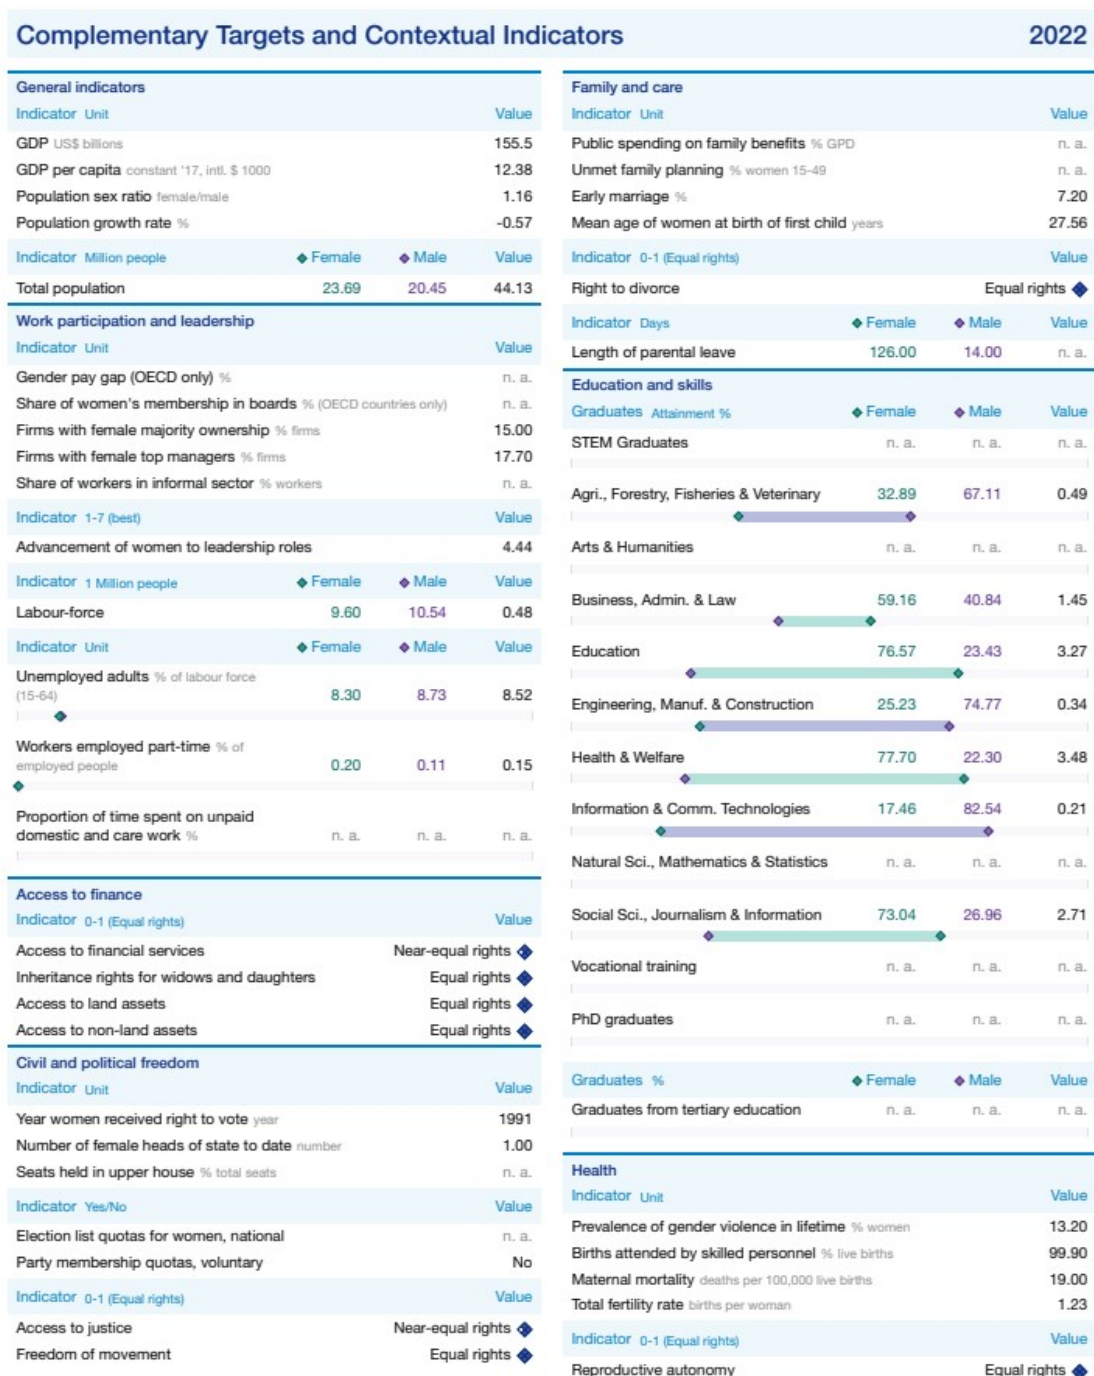 Complementary Targets and Contextual Indicators 2022
General indicators
Indicator Unit Value
GDP US$ billions 155.5
GDP per capita constant '17, intl. $ 1000 12.38
Population sex ratio female/male 1.16
Population growth rate % -0.57
Indicator Million people Female Male Value
Total population 23.69 20.45 44.13
Work participation and leadership
Indicator Unit Value
Gender pay gap (OECD only) % n. a.
Share of women's membership in boards % (OECD countries only) n. a.
Firms with female majority ownership % firms 15.00
Firms with female top managers % firms 17.70
Share of workers in informal sector % workers n. a.
Indicator 1-7 (best) Value
Advancement of women to leadership roles 4.44
Indicator 1 Million people Female Male Value
Labour-force 9.60 10.54 0.48
Indicator Unit Female Male Value
Unemployed adults % of labour force
(15-64) 8.30 8.73 8.52
Workers employed part-time % of
employed people 0.20 0.11 0.15
Proportion of time spent on unpaid
domestic and care work % n. a. n. a. n. a.
Access to finance
Indicator 0-1 (Equal rights) Value
Access to financial services Near-equal rights
Inheritance rights for widows and daughters Equal rights
Access to land assets Equal rights
Access to non-land assets Equal rights
Civil and political freedom
Indicator Unit Value
Year women received right to vote year 1991
Number of female heads of state to date number 1.00
Seats held in upper house % total seats n. a.
Indicator Yes/No Value
Election list quotas for women, national n. a.
Party membership quotas, voluntary No
Indicator 0-1 (Equal rights) Value
Access to justice Near-equal rights
Freedom of movement Equal rights
Family and care
Indicator Unit Value
Public spending on family benefits % GPD n. a.
Unmet family planning % women 15-49 n. a.
Early marriage % 7.20
Mean age of women at birth of first child years 27.56
Indicator 0-1 (Equal rights) Value
Right to divorce Equal rights
Indicator Days Female Male Value
Length of parental leave 126.00 14.00 n. a.
Education and skills
Graduates Attainment % Female Male Value
STEM Graduates n. a. n. a. n. a.
Agri., Forestry, Fisheries & Veterinary 32.89 67.11 0.49
Arts & Humanities n. a. n. a. n. a.
Business, Admin. & Law 59.16 40.84 1.45
Education 76.57 23.43 3.27
Engineering, Manuf. & Construction 25.23 74.77 0.34
Health & Welfare 77.70 22.30 3.48
Information & Comm. Technologies 17.46 82.54 0.21
Natural Sci., Mathematics & Statistics n. a. n. a. n. a.
Social Sci., Journalism & Information 73.04 26.96 2.71
Vocational training n. a. n. a. n. a.
PhD graduates n. a. n. a. n. a.
Graduates % Female Male Value
Graduates from tertiary education n. a. n. a. n. a.
Health
Indicator Unit Value
Prevalence of gender violence in lifetime % women 13.20
Births attended by skilled personnel % live births 99.90
Maternal mortality deaths per 100,000 live births 19.00
Total fertility rate births per woman 1.23
Indicator 0-1 (Equal rights) Value
Reproductive autonomy Equal rights